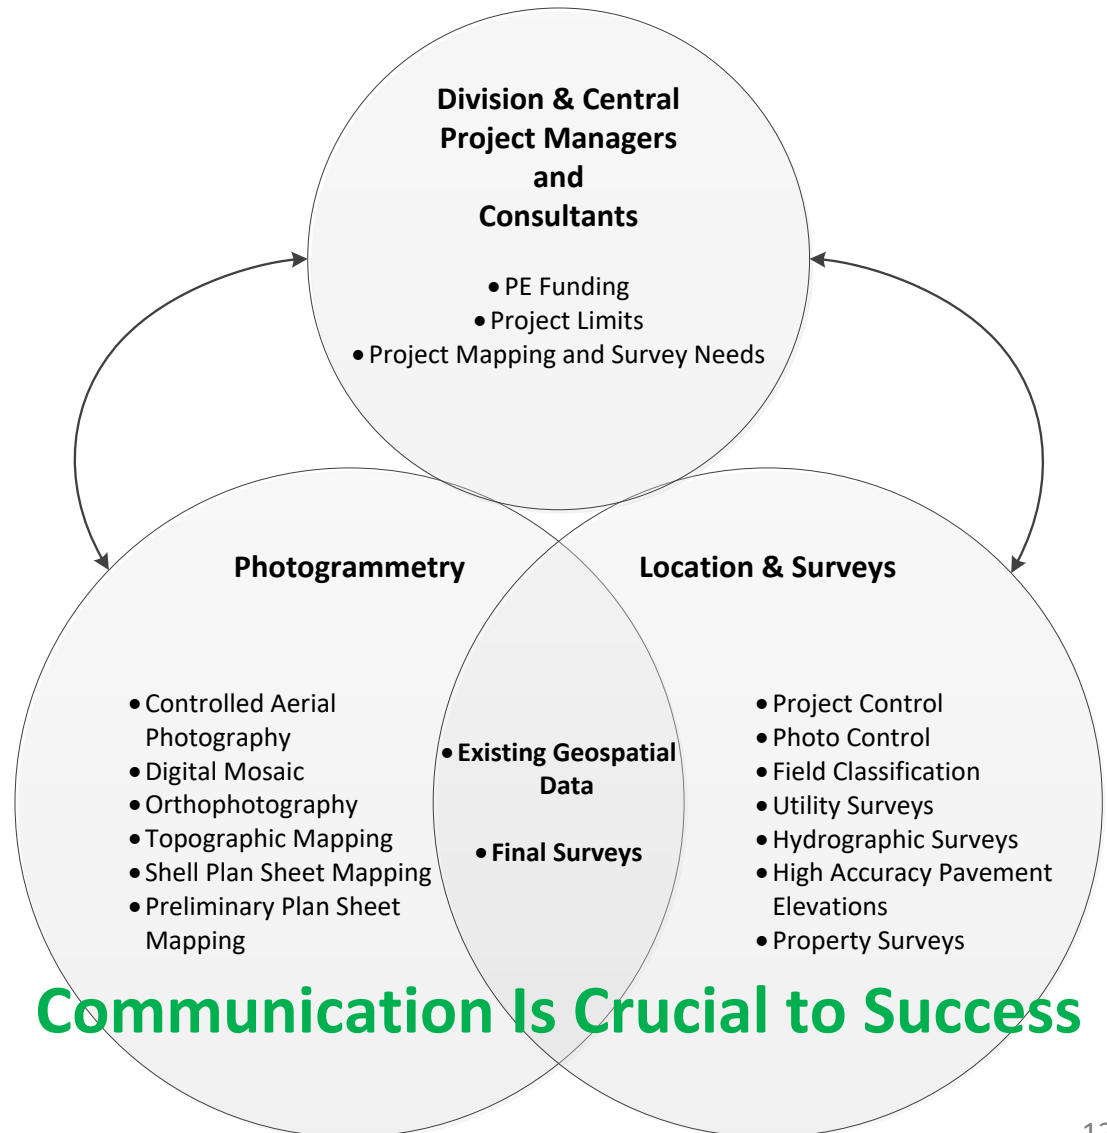 Division & Central
Project Managers
and
Consultants
• PE Funding
• Project Limits
• Project Mapping and Survey Needs
Photogrammetry
• Controlled Aerial
Photography
• Digital Mosaic
• Orthophotography
• Topographic Mapping
• Shell Plan Sheet Mapping
• Preliminary Plan Sheet
Mapping
• Existing Geospatial
Data
• Final Surveys
Location & Surveys
• Project Control
• Photo Control
• Field Classification
• Utility Surveys
• Hydrographic Surveys
• High Accuracy Pavement
Elevations
• Property Surveys
Communication Is Crucial to Success